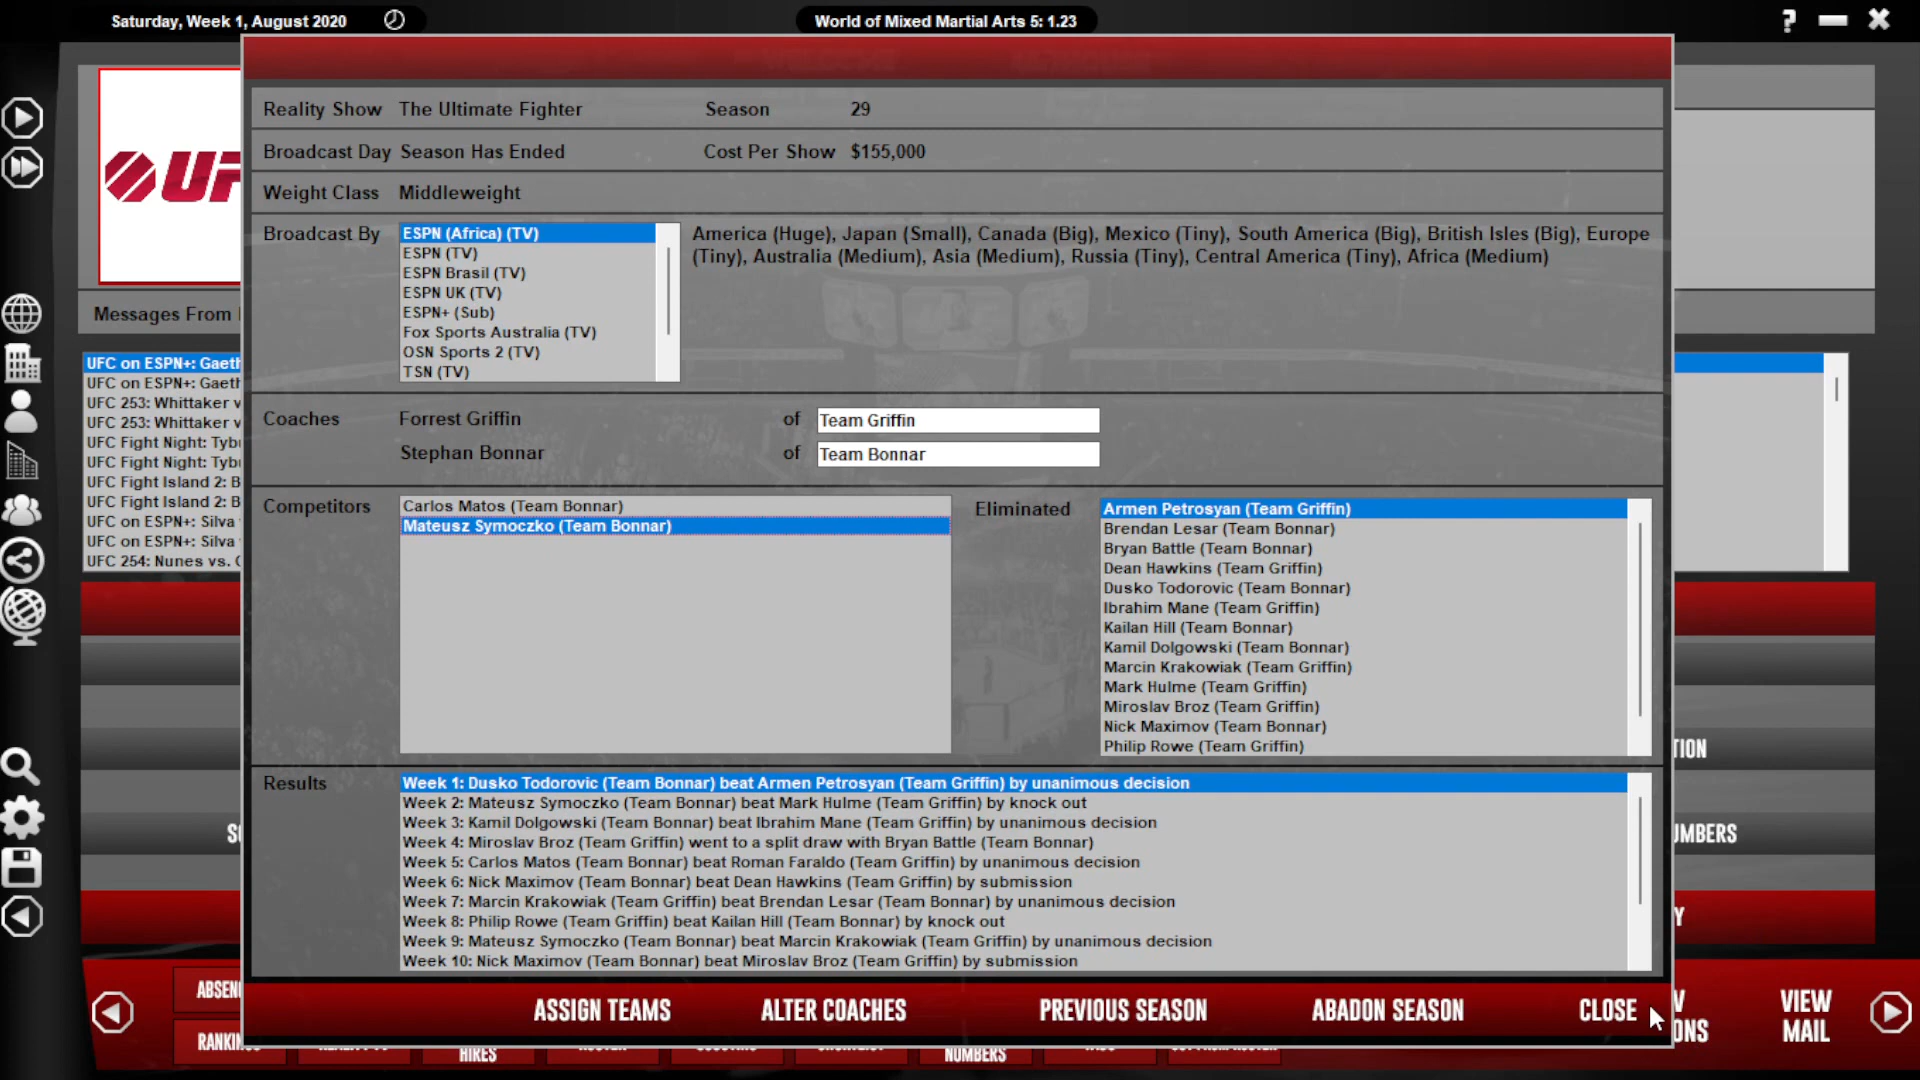 Saturday, Week 1, August 2020
World of Mixed Martial Arts 5: 1.23
Reality Show The Ultimate Fighter Season 29
Broadcast Day Season Has Ended Cost Per Show $155,000
Weight Class Middleweight
Broadcast By
ESPN (Africa) (TV)
ESPN (TV)
ESPN Brasil (TV)
ESPN UK (TV)
ESPN+ (Sub)
Fox Sports Australia (TV)
OSN Sports 2 (TV)
TSN (TV)
America (Huge), Japan (Small), Canada (Big), Mexico (Tiny), South America (Big), British Isles (Big), Europe
(Tiny), Australia (Medium), Asia (Medium), Russia (Tiny), Central America (Tiny), Africa (Medium)
Messages From
UFC on ESPN+: Gaeth
UFC on ESPN+: Gaeth
UFC 253: Whittaker v
UFC 253: Whittaker v
UFC Fight Night: Tyb
UFC Fight Night: Tyb
UFC Fight Island 2: B
UFC Fight Island 2: B
UFC on ESPN+: Silva
UFC on ESPN+: Silva
UFC 254: Nunes vs.
Coaches Forrest Griffin of Team Griffin
Stephan Bonnar of Team Bonnar
Competitors
Carlos Matos (Team Bonnar)
Mateusz Symoczko (Team Bonnar)
Eliminated
Armen Petrosyan (Team Griffin)
Brendan Lesar (Team Bonnar)
Bryan Battle (Team Bonnar)
Dean Hawkins (Team Griffin)
Dusko Todorovic (Team Bonnar)
Ibrahim Mane (Team Griffin)
Kailan Hill (Team Bonnar)
Kamil Dolgowski (Team Bonnar)
Marcin Krakowiak (Team Griffin)
Mark Hulme (Team Griffin)
Miroslav Broz (Team Griffin)
Nick Maximov (Team Bonnar)
Philip Rowe (Team Griffin)
Results
Week 1: Dusko Todorovic (Team Bonnar) beat Armen Petrosyan (Team Griffin) by unanimous decision
Week 2: Mateusz Symoczko (Team Bonnar) beat Mark Hulme (Team Griffin) by knock out
Week 3: Kamil Dolgowski (Team Bonnar) beat Ibrahim Mane (Team Griffin) by unanimous decision
Week 4: Miroslav Broz (Team Griffin) went to a split draw with Bryan Battle (Team Bonnar)
Week 5: Carlos Matos (Team Bonnar) beat Roman Faraldo (Team Griffin) by unanimous decision
Week 6: Nick Maximov (Team Bonnar) beat Dean Hawkins (Team Griffin) by submission
Week 7: Marcin Krakowiak (Team Griffin) beat Brendan Lesar (Team Bonnar) by unanimous decision
Week 8: Philip Rowe (Team Griffin) beat Kailan Hill (Team Bonnar) by knock out
Week 9: Mateusz Symoczko (Team Bonnar) beat Marcin Krakowiak (Team Griffin) by unanimous decision
Week 10: Nick Maximov (Team Bonnar) beat Miroslav Broz (Team Griffin) by submission
ASSIGN TEAMS ALTER COACHES PREVIOUS SEASON ABADON SEASON CLOSE
VIEW
MAIL
HIRES
NUMBERS